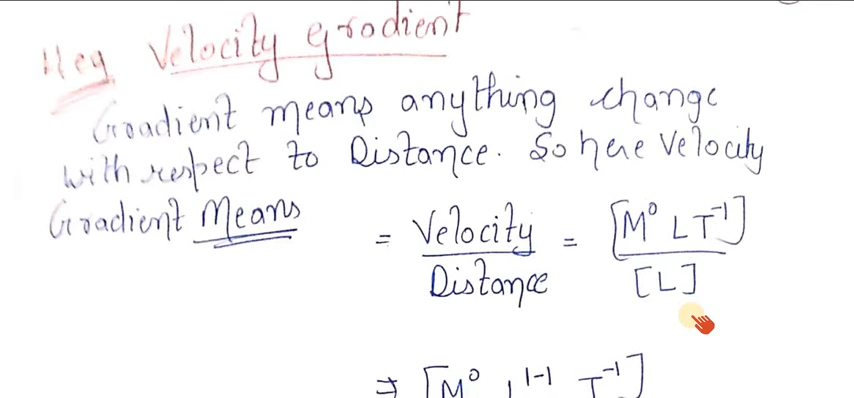 Velocity gradient
Gradient means anything change
with respect to Distance. So here Velocity
Gradient Means = Velocity / Distance = [M⁰ LT⁻¹] / [L]
⇒ [M⁰ L¹⁻¹ T⁻¹]